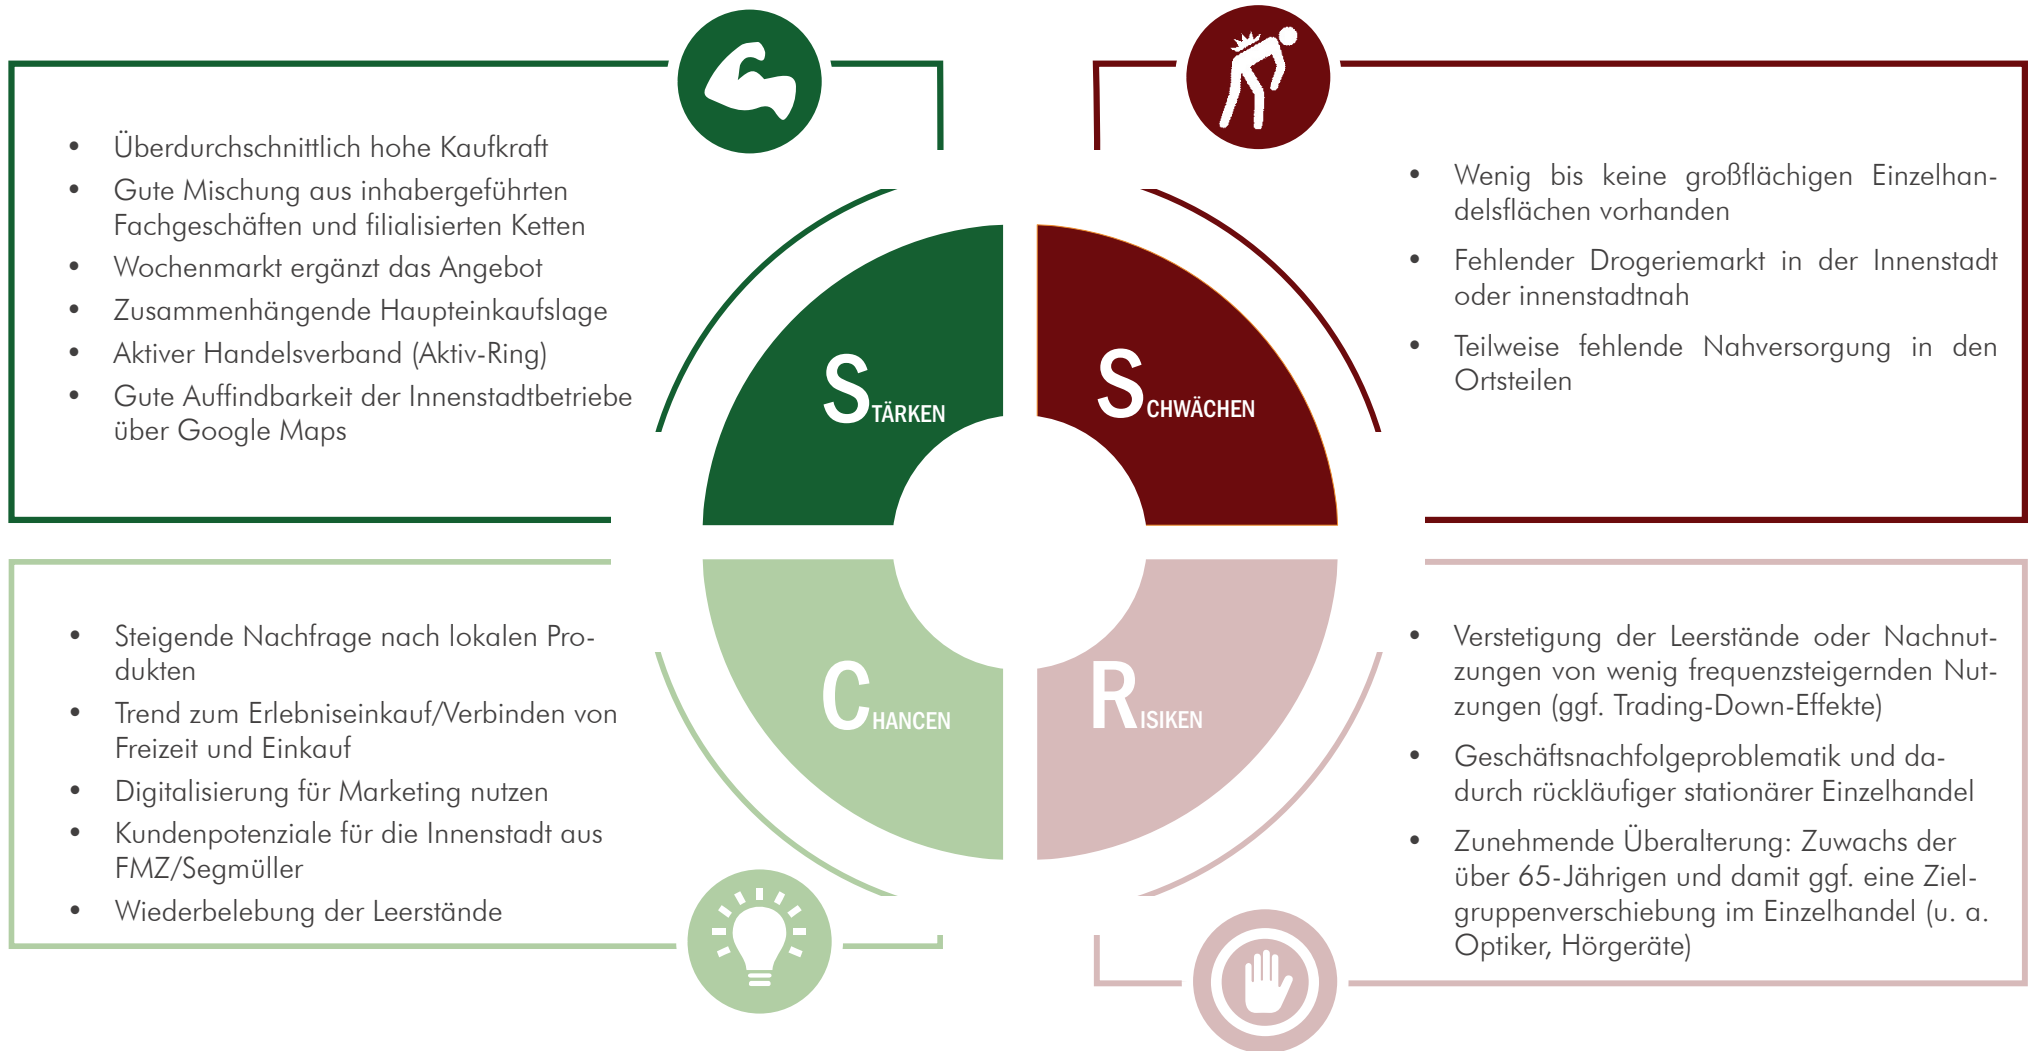 • Überdurchschnittlich hohe Kaufkraft
• Gute Mischung aus inhabergeführten
Fachgeschäften und filialisierten Ketten
• Wochenmarkt ergänzt das Angebot
• Zusammenhängende Haupteinkaufslage
• Aktiver Handelsverband (Aktiv-Ring)
• Gute Auffindbarkeit der Innenstadtbetriebe
über Google Maps
STÄRKEN
SCHWÄCHEN
• Wenig bis keine großflächigen Einzelhan-
delsflächen vorhanden
• Fehlender Drogeriemarkt in der Innenstadt
oder innenstadtnah
• Teilweise fehlende Nahversorgung in den
Ortsteilen
• Steigende Nachfrage nach lokalen Pro-
dukten
• Trend zum Erlebniseinkauf/Verbinden von
Freizeit und Einkauf
• Digitalisierung für Marketing nutzen
• Kundenpotenziale für die Innenstadt aus
FMZ/Segmüller
• Wiederbelebung der Leerstände
CHANCEN
RISIKEN
• Verstetigung der Leerstände oder Nachnut-
zungen von wenig frequenzsteigernden Nut-
zungen (ggf. Trading-Down-Effekte)
• Geschäftsnachfolgeproblematik und da-
durch rückläufiger stationärer Einzelhandel
• Zunehmende Überalterung: Zuwachs der
über 65-Jährigen und damit ggf. eine Ziel-
gruppenverschiebung im Einzelhandel (u. a.
Optiker, Hörgeräte)